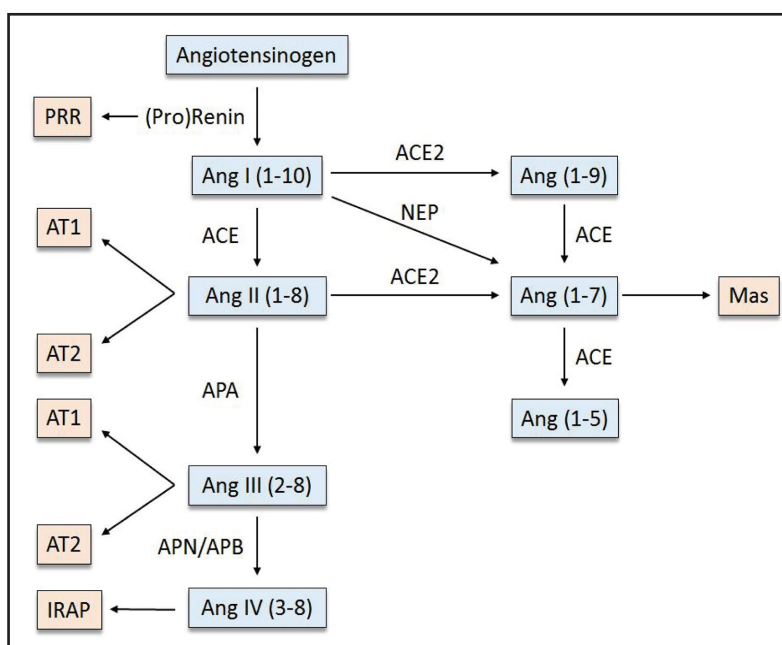 Angiotensinogen
PRR
(Pro)Renin
Ang I (1-10)
ACE2
Ang (1-9)
NEP
AT1
ACE
ACE
Ang II (1-8)
ACE2
Ang (1-7)
Mas
AT2
APA
ACE
AT1
Ang (1-5)
Ang III (2-8)
AT2
APN/APB
IRAP
Ang IV (3-8)